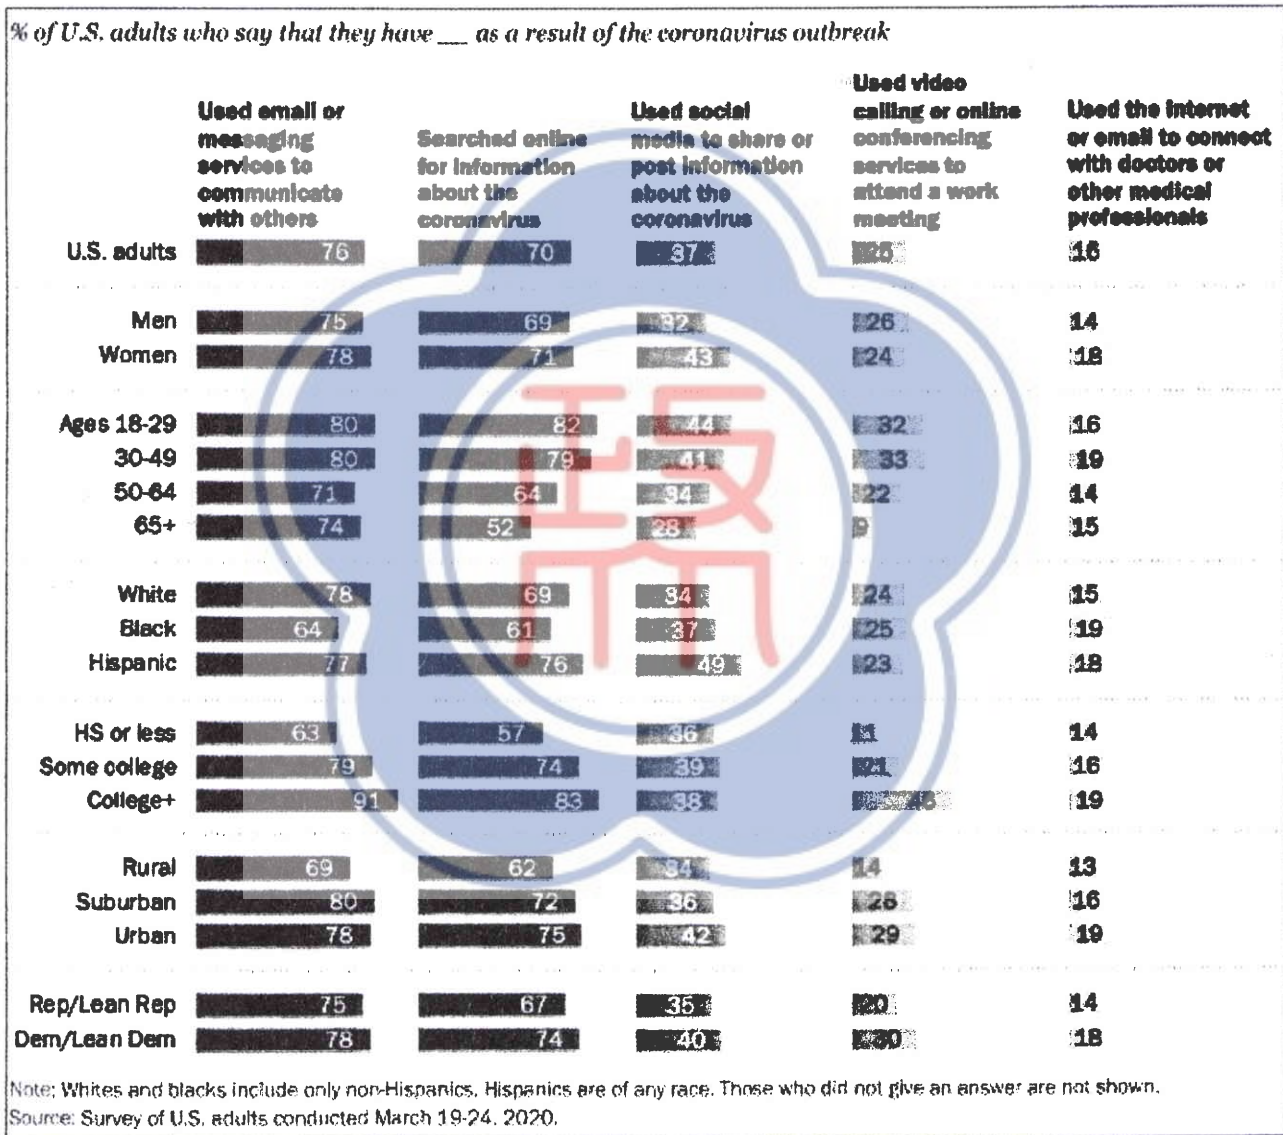 % of U.S. adults who say that they have __ as a result of the coronavirus outbreak
Used email or
messaging
services to
communicate
with others
Searched online
for information
about the
coronavirus
Used social
media to share or
post information
about the
coronavirus
Used video
calling or online
conferencing
services to
attend a work
meeting
Used the internet
or email to connect
with doctors or
other medical
professionals
U.S. adults 76 70 37 16
Men 75 69 32 26 14
Women 78 71 43 24 18
Ages 18-29 80 82 44 32 16
30-49 80 79 41 33 19
50-64 71 64 34 22 14
65+ 74 52 28 9 15
White 78 69 34 24 15
Black 64 61 37 25 19
Hispanic 77 76 49 23 18
HS or less 63 57 36 14
Some college 79 74 39 21 16
College+ 91 83 38 19
Rural 69 62 34 14 13
Suburban 80 72 36 28 16
Urban 78 75 42 29 19
Rep/Lean Rep 75 67 35 20 14
Dem/Lean Dem 78 74 40 30 18
Note: Whites and blacks include only non-Hispanics. Hispanics are of any race. Those who did not give an answer are not shown.
Source: Survey of U.S. adults conducted March 19-24, 2020.